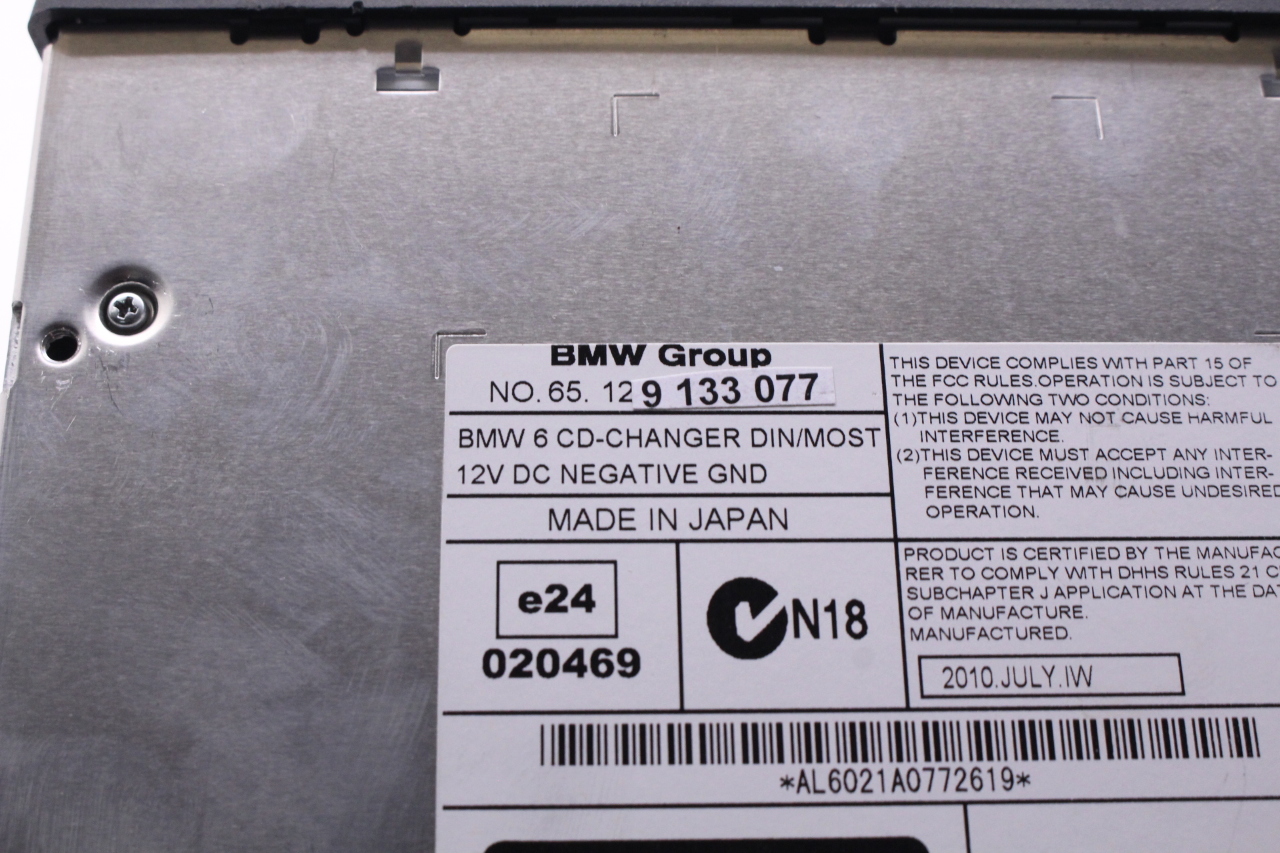 BMW Group
NO. 65. 12 9 133 077
BMW 6 CD-CHANGER DIN/MOST
12V DC NEGATIVE GND
MADE IN JAPAN
e24
020469
N18
THIS DEVICE COMPLIES WITH PART 15 OF
THE FCC RULES.OPERATION IS SUBJECT TO
THE FOLLOWING TWO CONDITIONS:
(1)THIS DEVICE MAY NOT CAUSE HARMFUL
INTERFERENCE.
(2)THIS DEVICE MUST ACCEPT ANY INTER-
FERENCE RECEIVED INCLUDING INTER-
FERENCE THAT MAY CAUSE UNDESIRED
OPERATION.
PRODUCT IS CERTIFIED BY THE MANUFAC
RER TO COMPLY WITH DHHS RULES 21 C
SUBCHAPTER J APPLICATION AT THE DA
OF MANUFACTURE.
MANUFACTURED.
2010.JULY.IW
*AL6021A0772619*